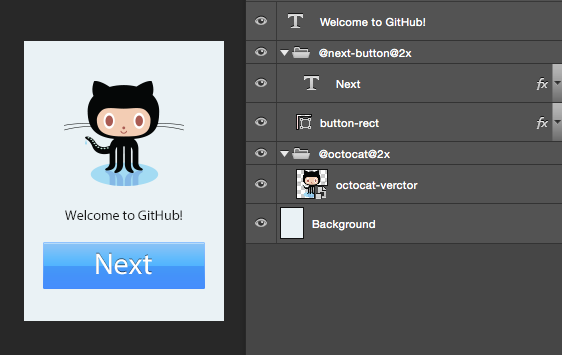 Welcome to GitHub!
Next
Welcome to GitHub!
@next-button@2x
Next
fx
button-rect
fx
@octocat@2x
octocat-verctor
Background